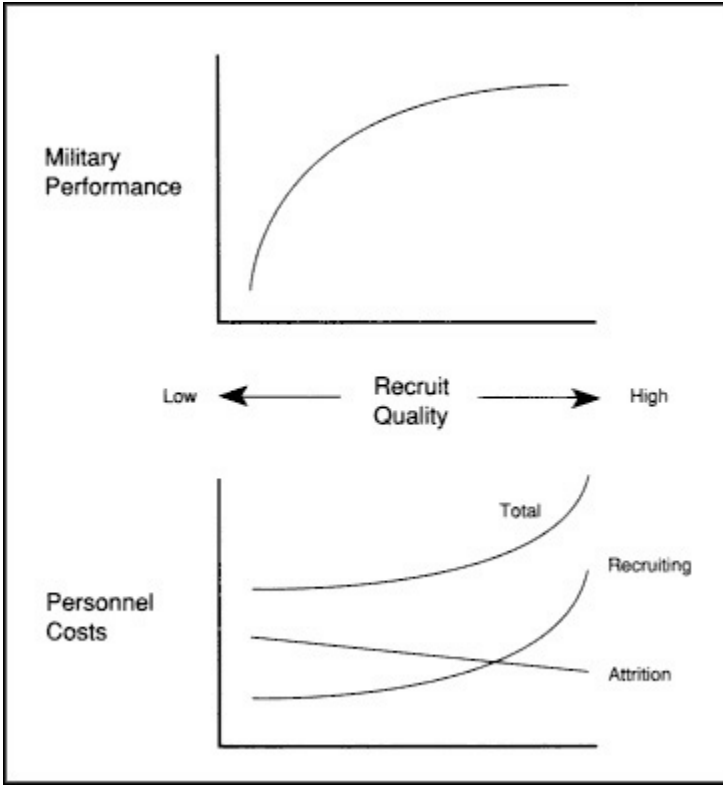 Military
Performance
Low
Recruit
Quality
High
Total
Recruiting
Personnel
Costs
Attrition